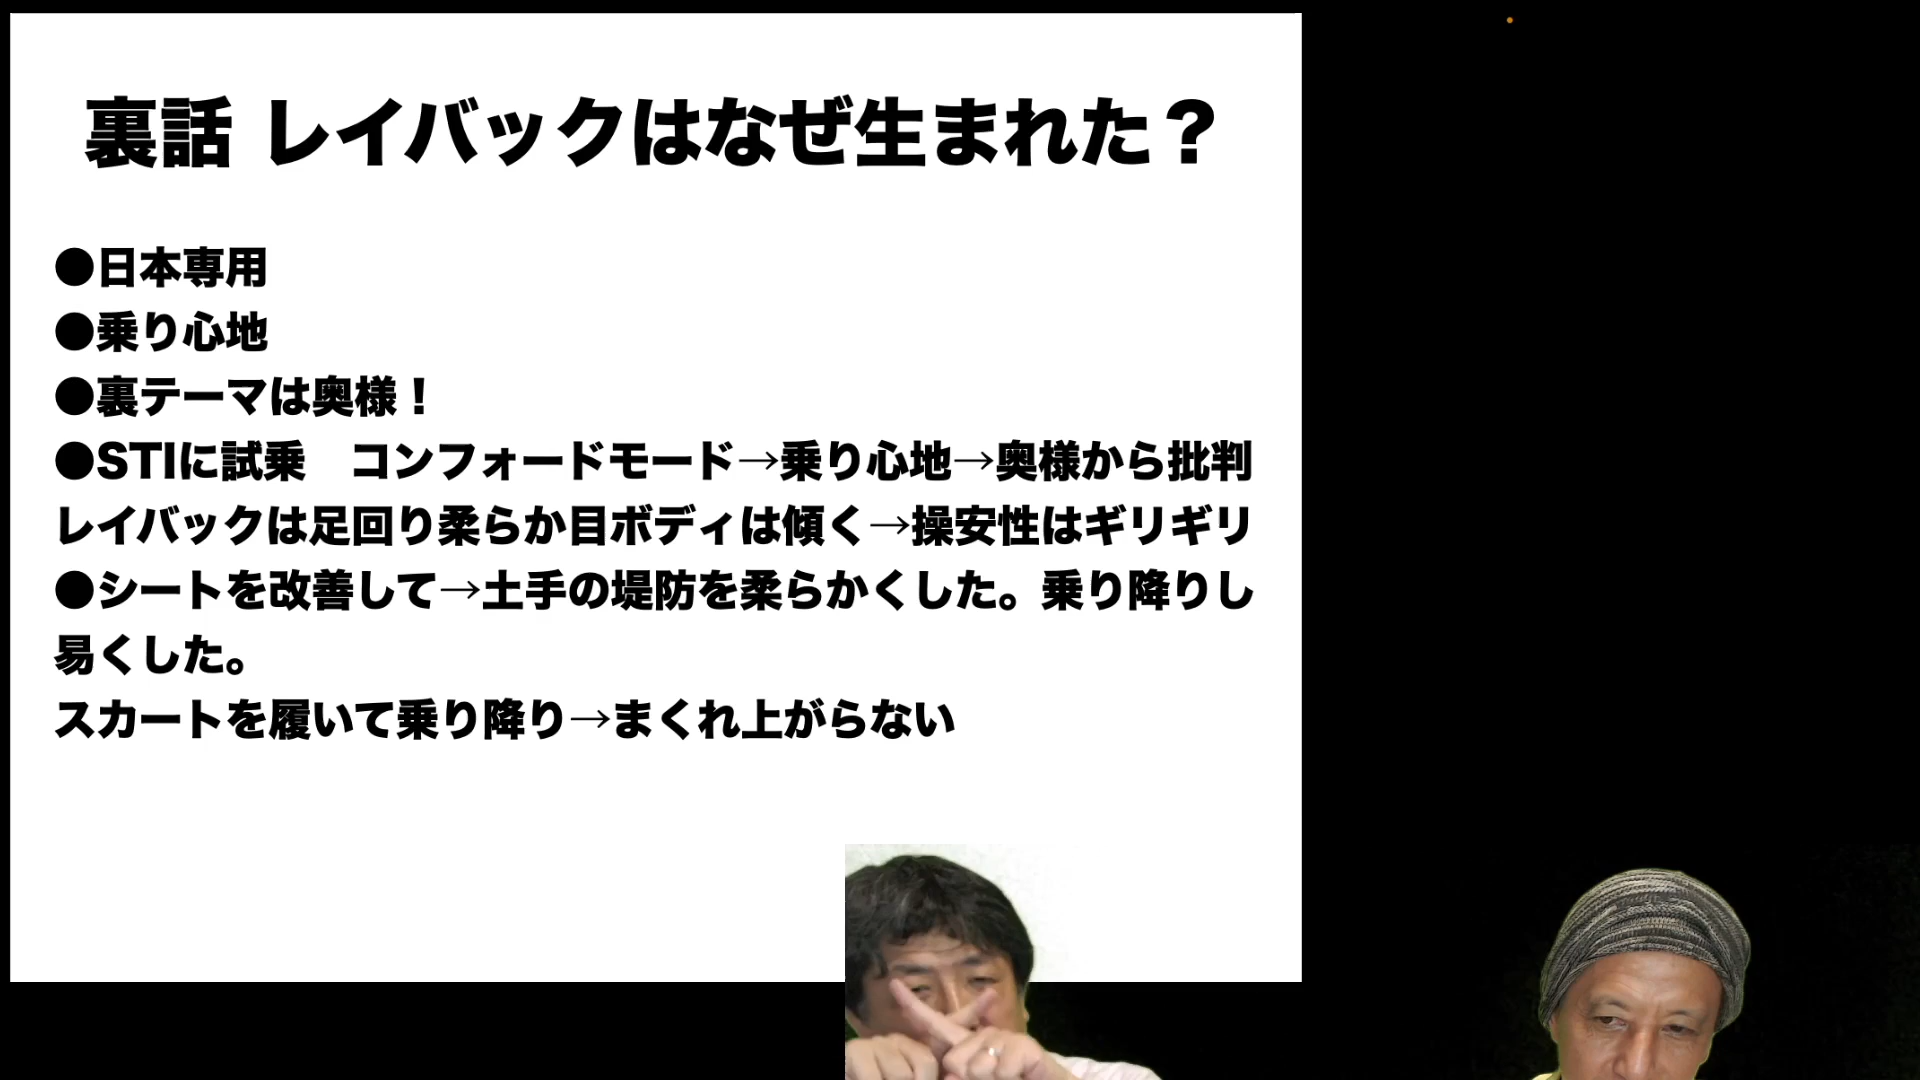 裏話 レイバックはなぜ生まれた？
●日本専用
●乗り心地
●裏テーマは奥様！
●STIに試乗　コンフォードモード→乗り心地→奥様から批判
レイバックは足回り柔らか目ボディは傾く→操安性はギリギリ
●シートを改善して→土手の堤防を柔らかくした。乗り降りし
易くした。
スカートを履いて乗り降り→まくれ上がらない